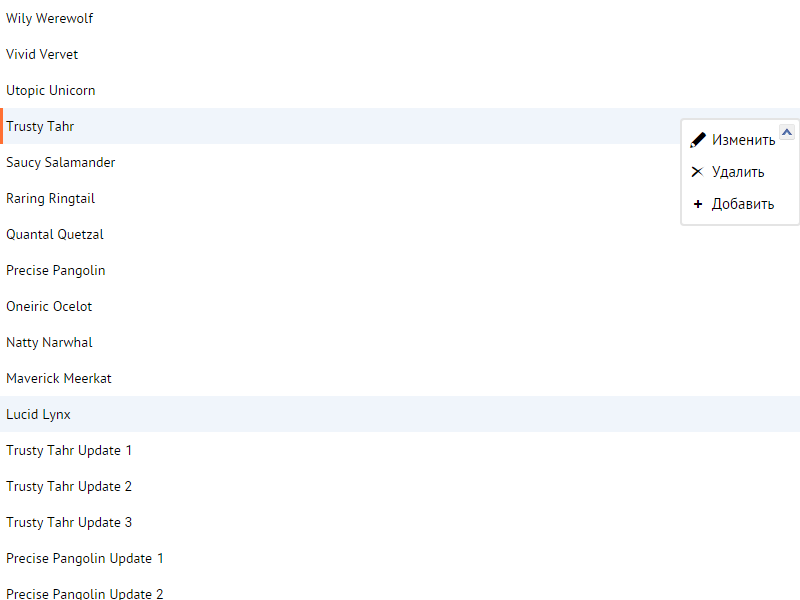 Wily Werewolf
Vivid Vervet
Utopic Unicorn
Trusty Tahr
Изменить
Saucy Salamander
Удалить
Raring Ringtail
Добавить
Quantal Quetzal
Precise Pangolin
Oneiric Ocelot
Natty Narwhal
Maverick Meerkat
Lucid Lynx
Trusty Tahr Update 1
Trusty Tahr Update 2
Trusty Tahr Update 3
Precise Pangolin Update 1
Precise Pangolin Update 2